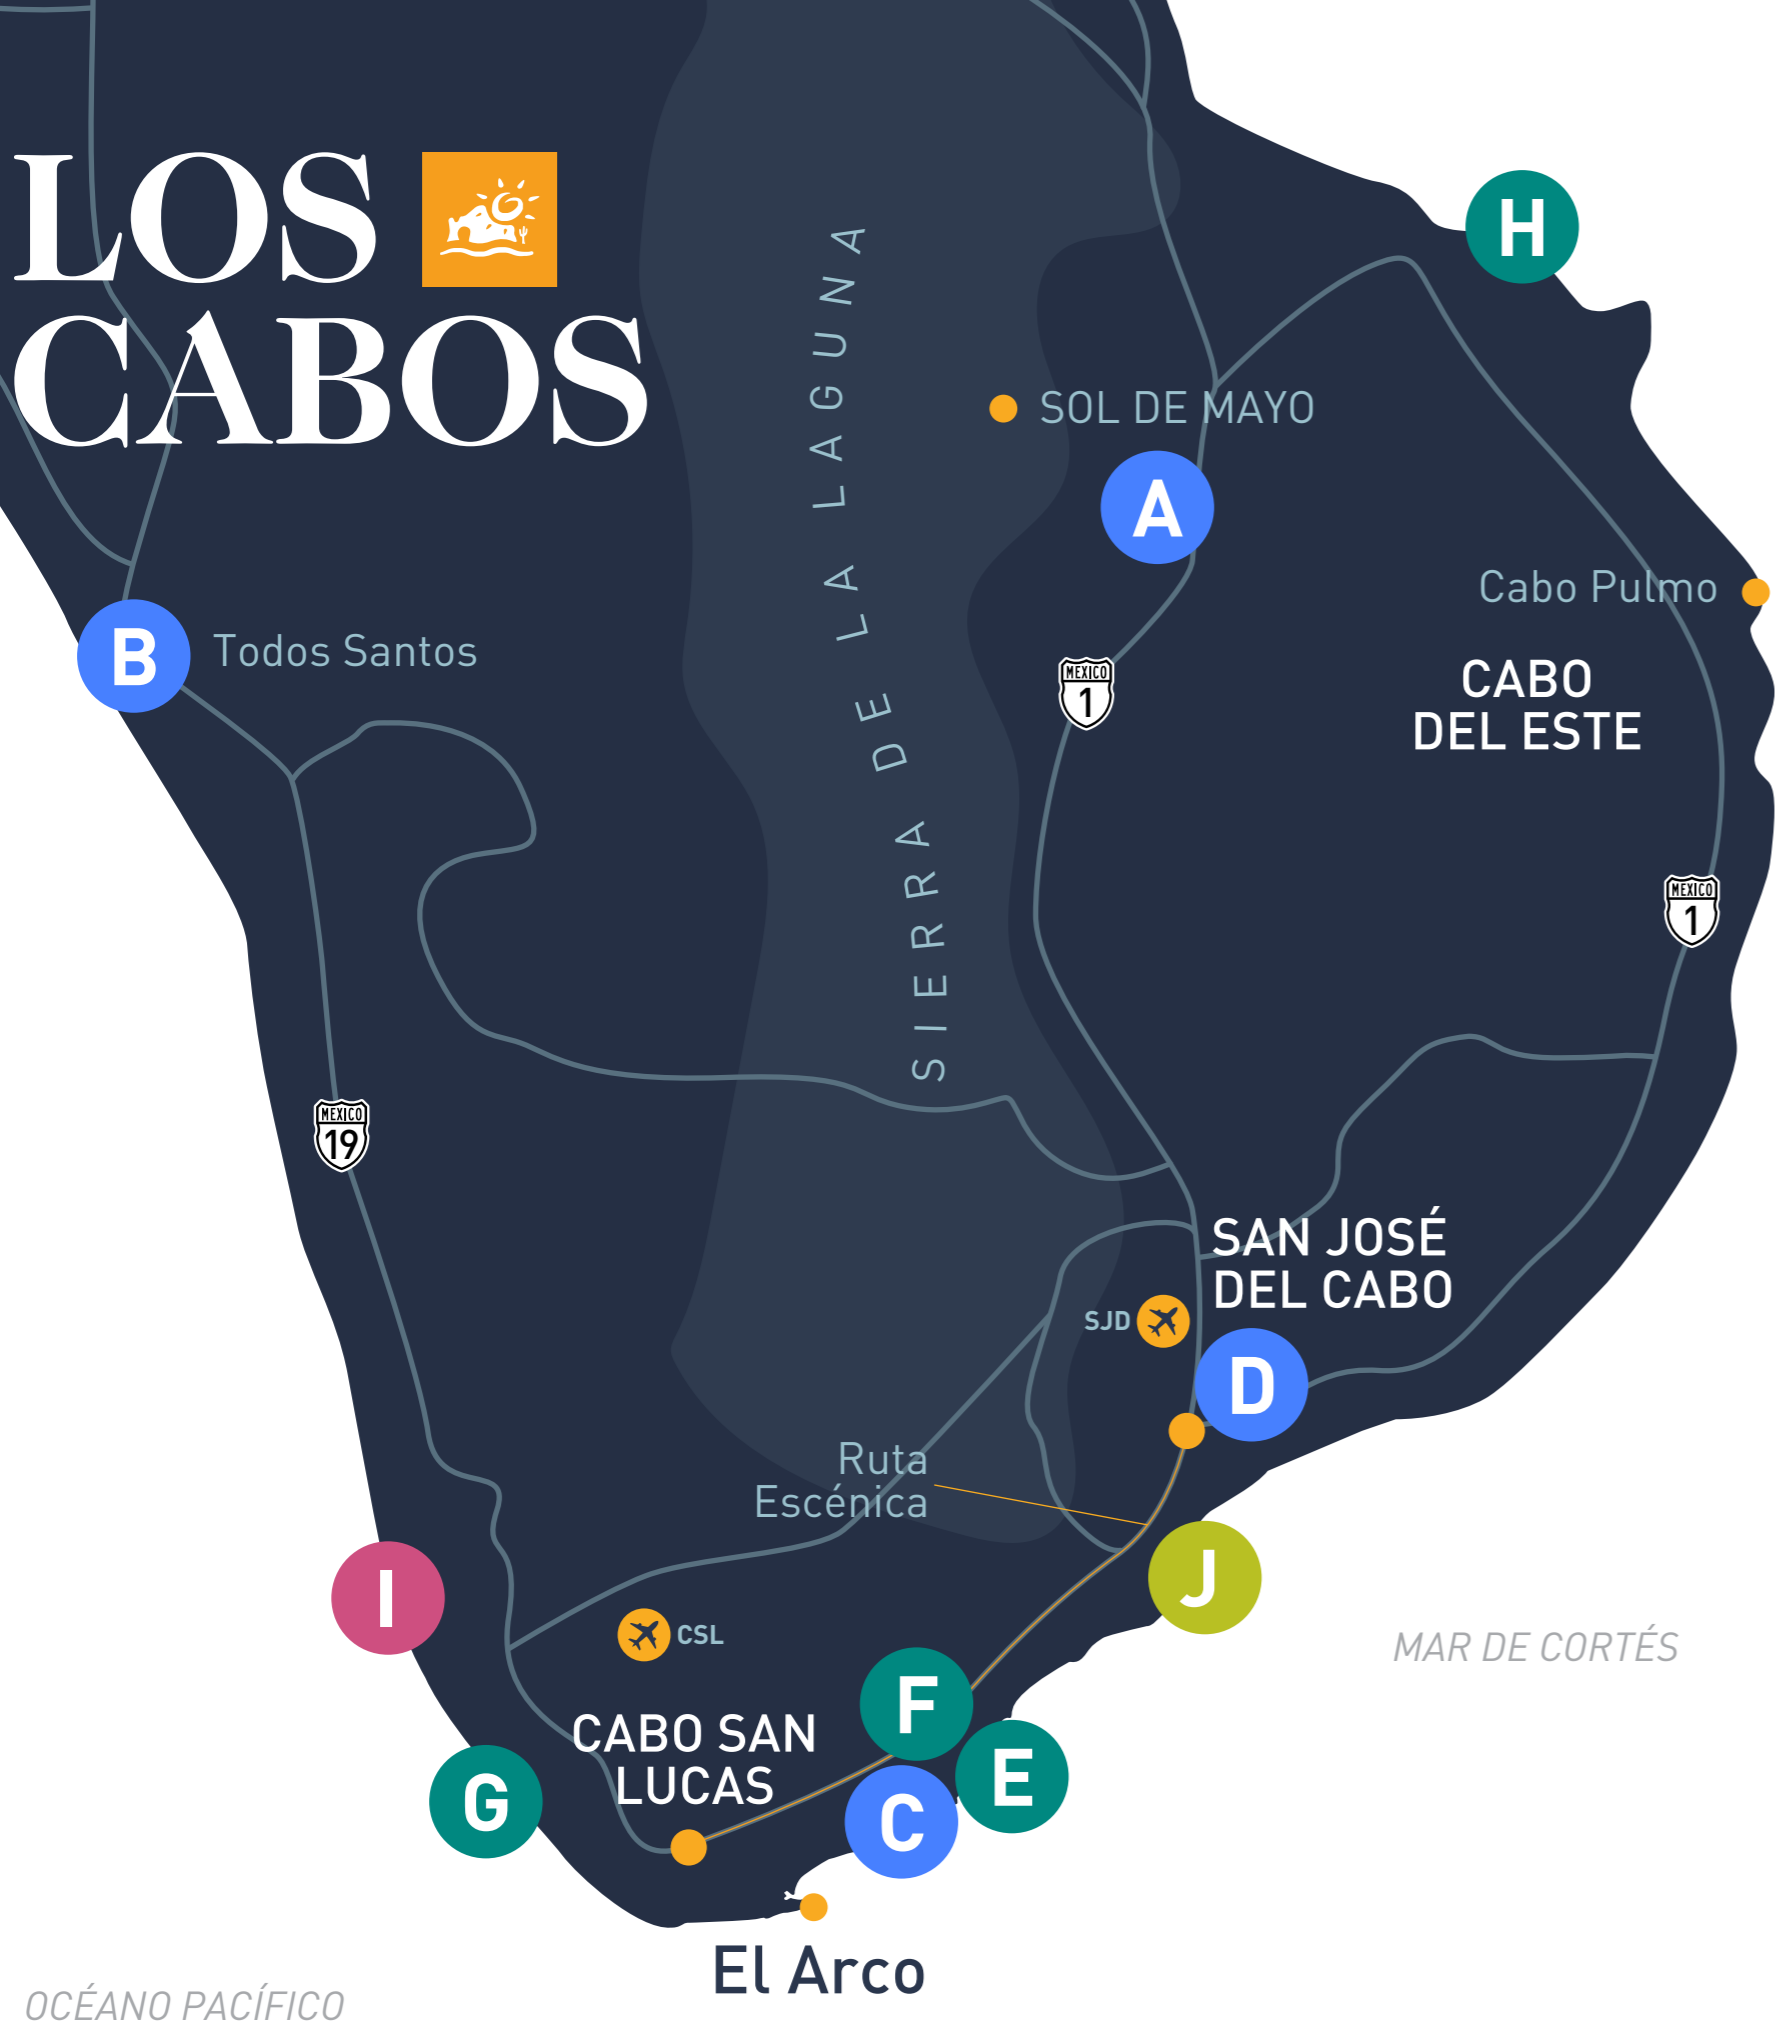 LOS
CABOS
H
SIERRA DE LA LAGUNA
SOL DE MAYO
A
Cabo Pulmo
B
Todos Santos
CABO
DEL ESTE
MEXICO
1
MEXICO
1
MEXICO
19
SAN JOSÉ
DEL CABO
SJD
D
Ruta
Escénica
I
J
CSL
MAR DE CORTÉS
F
CABO SAN
LUCAS
E
G
C
El Arco
OCÉANO PACÍFICO